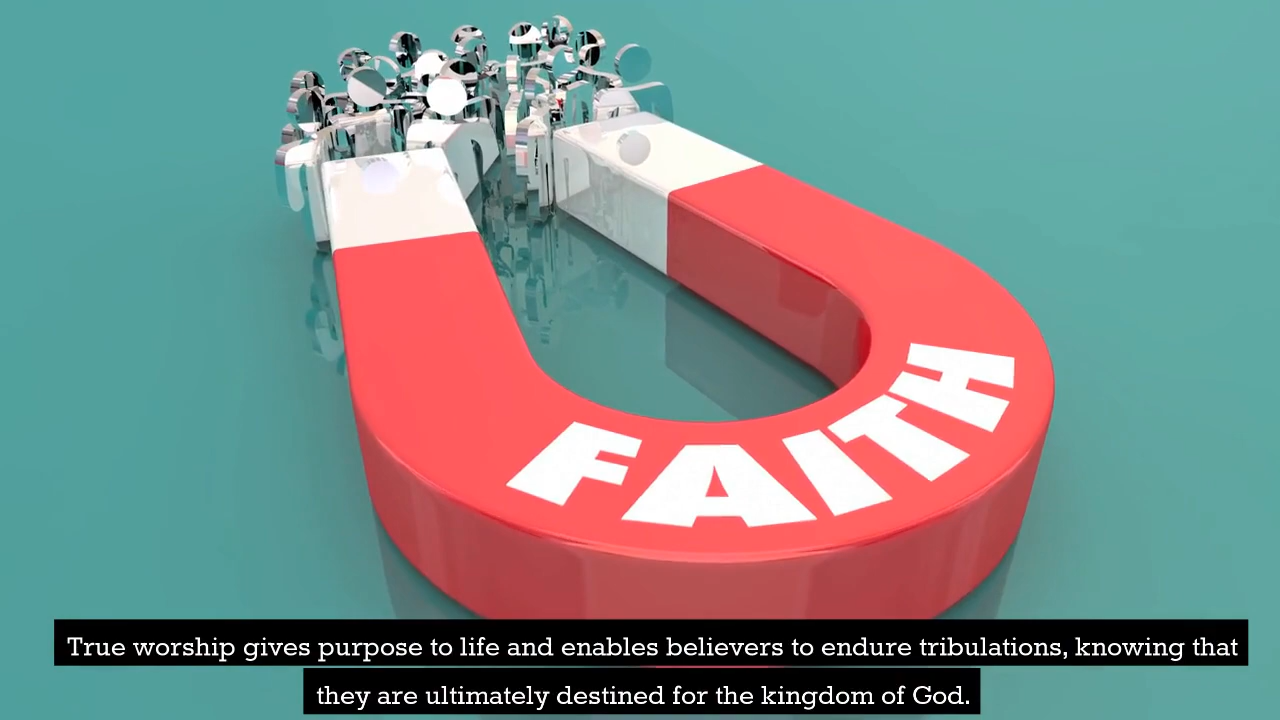 FAITH
True worship gives purpose to life and enables believers to endure tribulations, knowing that
they are ultimately destined for the kingdom of God.